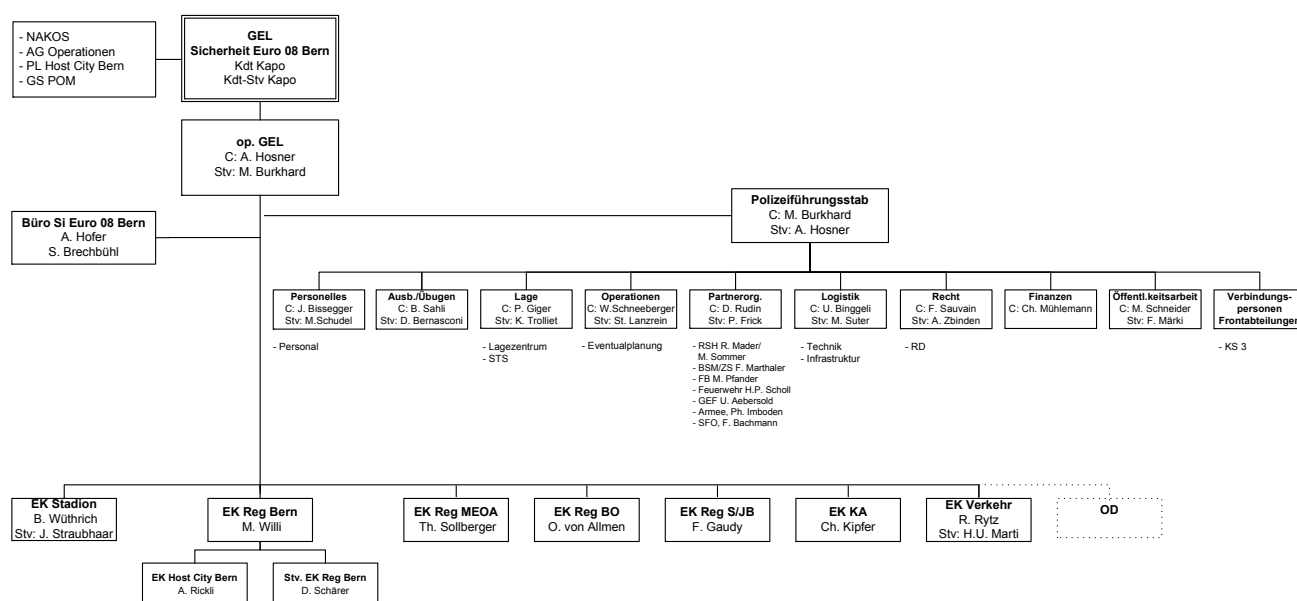 - NAKOS
- AG Operationen
- PL Host City Bern
- GS POM
GEL
Sicherheit Euro 08 Bern
Kdt Kapo
Kdt-Stv Kapo
op. GEL
C: A. Hosner
Stv: M. Burkhard
Büro Si Euro 08 Bern
A. Hofer
S. Brechbühl
Polizeiführungsstab
C: M. Burkhard
Stv: A. Hosner
Personelles
C: J. Bissegger
Stv: M.Schudel
- Personal
Ausb./Übugen
C: B. Sahli
Stv: D. Bernasconi
Lage
C: P. Giger
Stv: K. Trolliet
- Lagezentrum
- STS
Operationen
C: W.Schneeberger
Stv: St. Lanzrein
- Eventualplanung
Partnerorg.
C: D. Rudin
Stv: P. Frick
- RSH R. Mader/
M. Sommer
- BSM/ZS F. Marthaler
- FB M. Pfander
- Feuerwehr H.P. Scholl
- GEF U. Aebersold
- Armee, Ph. Imboden
- SFO, F. Bachmann
Logistik
C: U. Binggeli
Stv: M. Suter
- Technik
- Infrastruktur
Recht
C: F. Sauvain
Stv: A. Zbinden
- RD
Finanzen
C: Ch. Mühlemann
Öffentl.keitsarbeit
C: M. Schneider
Stv: F. Märki
Verbindungs-
personen
Frontabteilungen
- KS 3
EK Stadion
B. Wüthrich
Stv: J. Straubhaar
EK Reg Bern
M. Willi
EK Reg MEOA
Th. Sollberger
EK Reg BO
O. von Allmen
EK Reg S/JB
F. Gaudy
EK KA
Ch. Kipfer
EK Verkehr
R. Rytz
Stv: H.U. Marti
OD
EK Host City Bern
A. Rickli
Stv. EK Reg Bern
D. Schärer